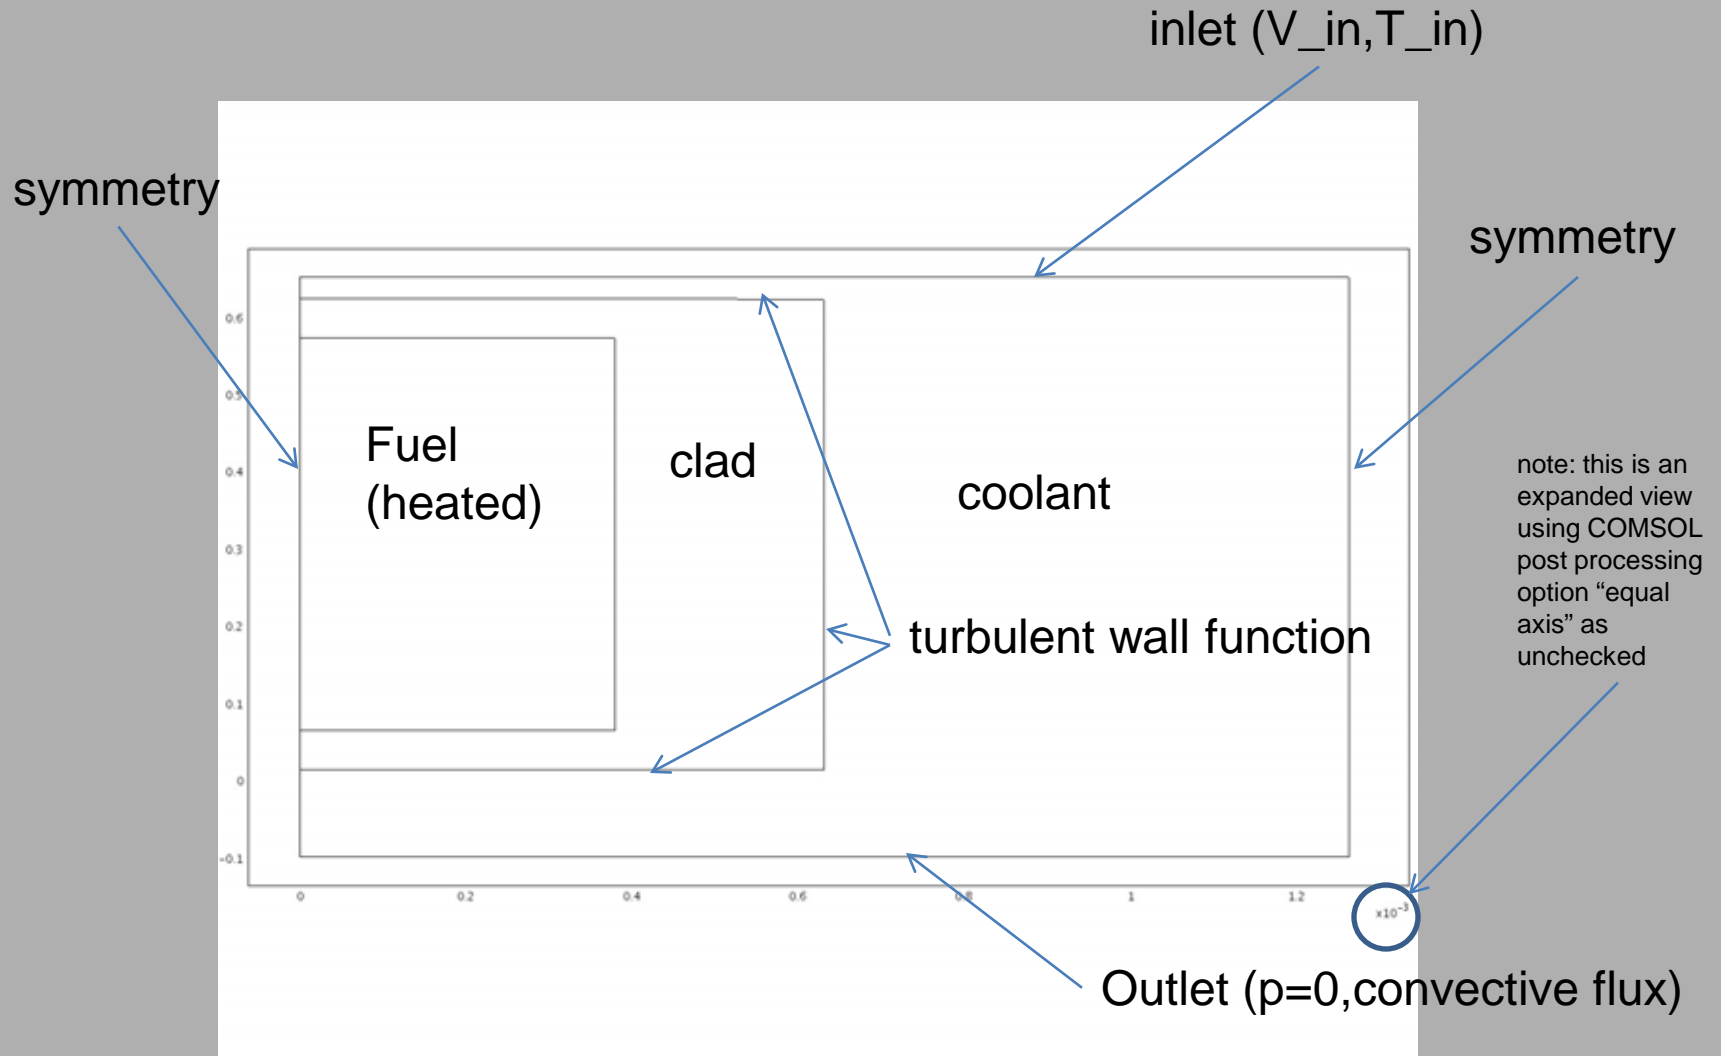 inlet (V_in,T_in)
symmetry
symmetry
0.6
0.5
0.4
0.3
0.2
0.1
0
-0.1
Fuel
(heated)
clad
coolant
turbulent wall function
note: this is an
expanded view
using COMSOL
post processing
option “equal
axis” as
unchecked
0 0.2 0.4 0.6 0.8 1 1.2
x10⁻³
Outlet (p=0,convective flux)